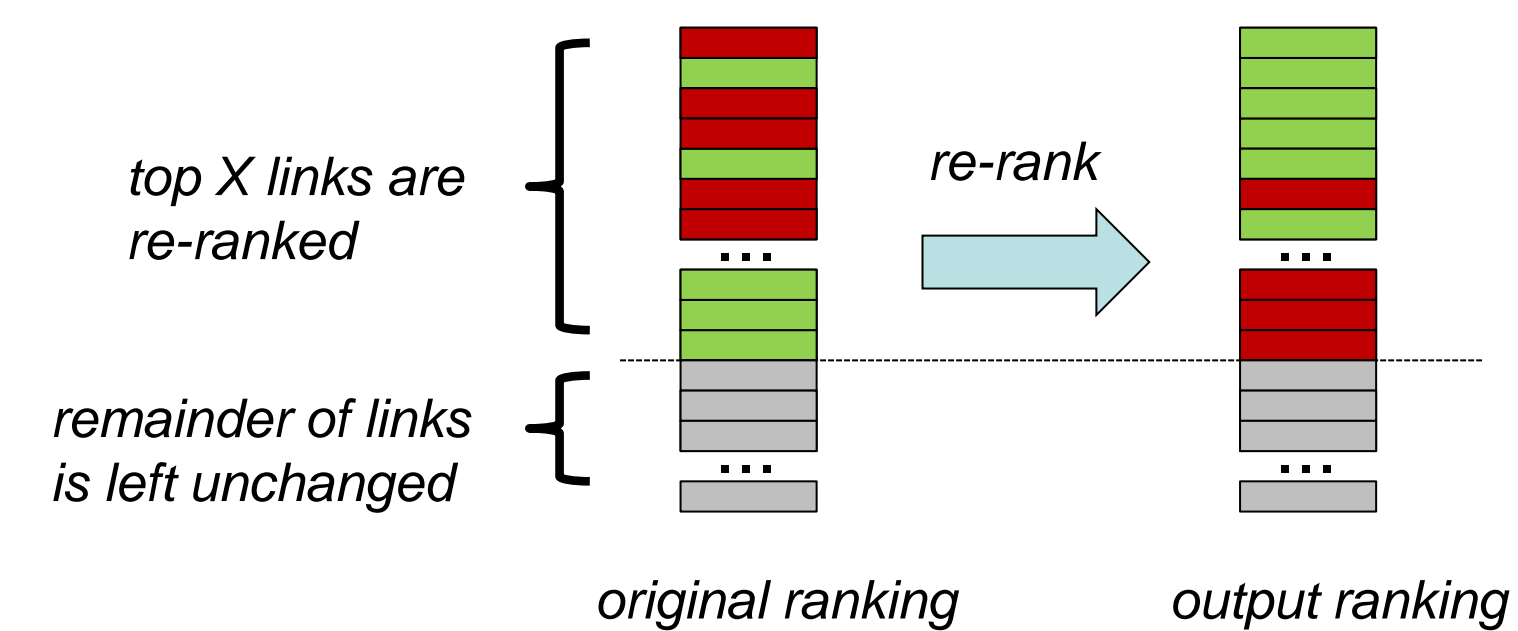 top X links are
re-ranked
re-rank
...
...
remainder of links
is left unchanged
...
...
original ranking
output ranking